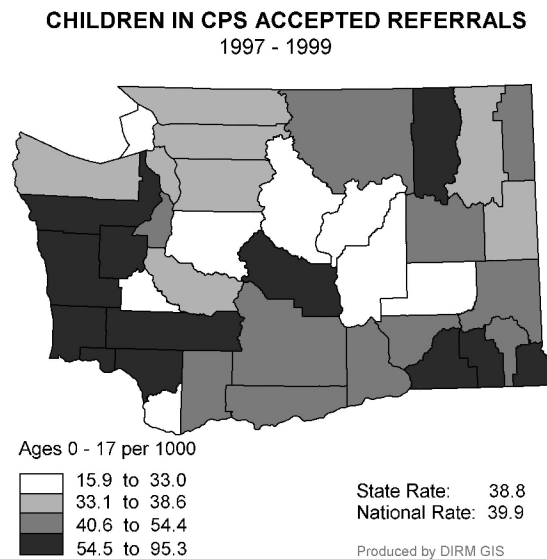 CHILDREN IN CPS ACCEPTED REFERRALS
1997 - 1999
Ages 0 - 17 per 1000
15.9 to 33.0
33.1 to 38.6
40.6 to 54.4
54.5 to 95.3
State Rate: 38.8
National Rate: 39.9
Produced by DIRM GIS